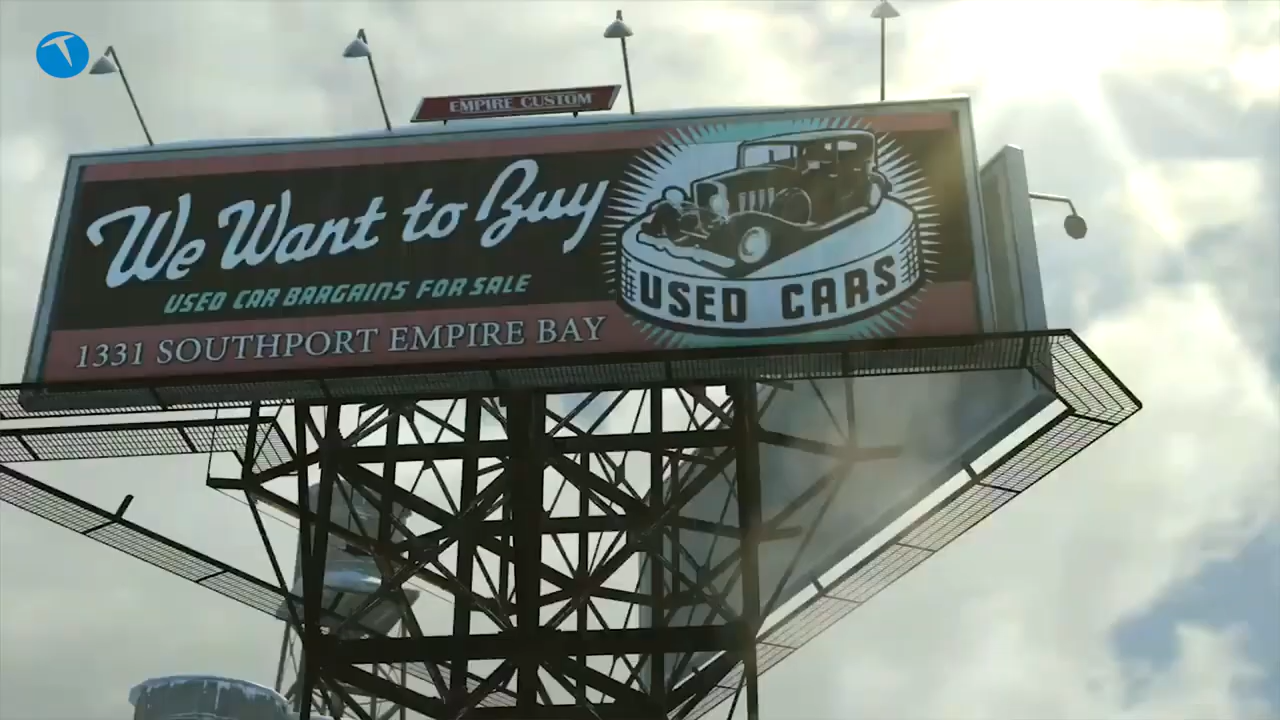 EMPIRE CUSTOM
We Want to Buy
USED CAR BARGAINS FOR SALE
1331 SOUTHPORT EMPIRE BAY
USED CARS